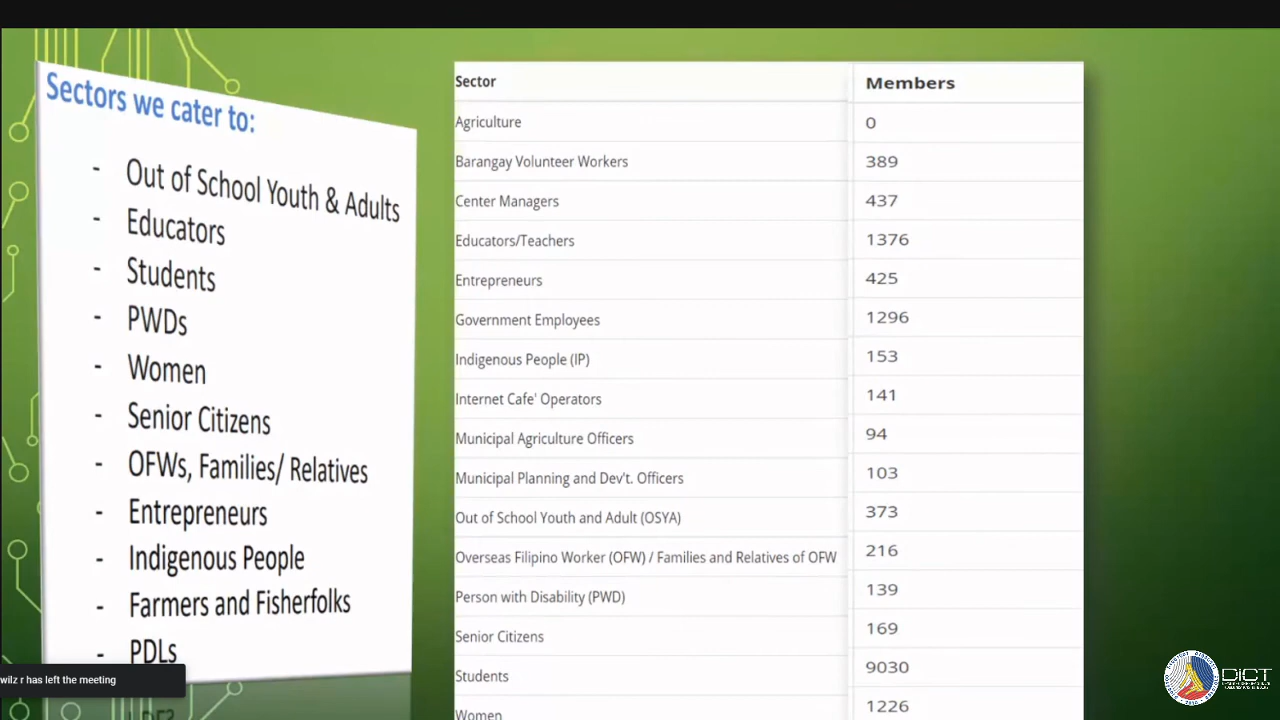 Sectors we cater to:
- Out of School Youth & Adults
- Educators
- Students
- PWDs
- Women
- Senior Citizens
- OFWs, Families/ Relatives
- Entrepreneurs
- Indigenous People
- Farmers and Fisherfolks
- PDLs
wilz r has left the meeting
Sector Members
Agriculture 0
Barangay Volunteer Workers 389
Center Managers 437
Educators/Teachers 1376
Entrepreneurs 425
Government Employees 1296
Indigenous People (IP) 153
Internet Cafe' Operators 141
Municipal Agriculture Officers 94
Municipal Planning and Dev't. Officers 103
Out of School Youth and Adult (OSYA) 373
Overseas Filipino Worker (OFW) / Families and Relatives of OFW 216
Person with Disability (PWD) 139
Senior Citizens 169
Students 9030
Women 1226
DICT